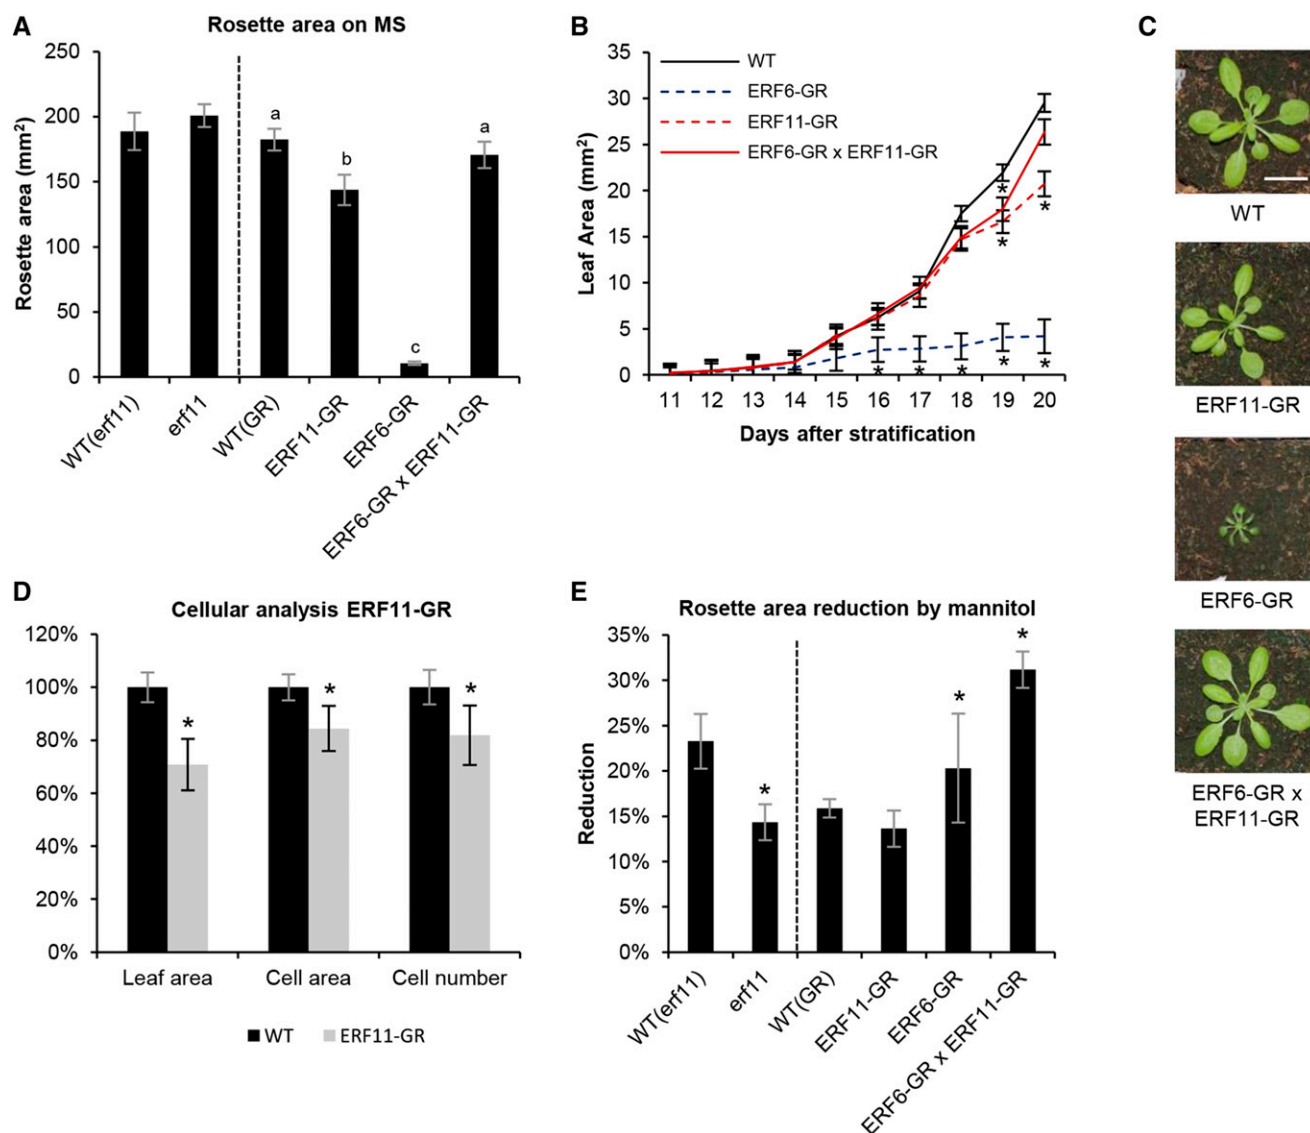 A
Rosette area on MS
Rosette area (mm²)
250
200
150
100
50
0
a
b
c
a
WT(erf11)
erf11
WT(GR)
ERF11-GR
ERF6-GR
ERF6-GR x ERF11-GR
B
WT
ERF6-GR
ERF11-GR
ERF6-GR x ERF11-GR
Leaf Area (mm²)
35
30
25
20
15
10
5
0
*
*
*
*
*
*
*
*
11 12 13 14 15 16 17 18 19 20
Days after stratification
C
WT
ERF11-GR
ERF6-GR
ERF6-GR x
ERF11-GR
D
Cellular analysis ERF11-GR
120%
100%
80%
60%
40%
20%
0%
*
*
*
Leaf area Cell area Cell number
WT ERF11-GR
E
Rosette area reduction by mannitol
Reduction
35%
30%
25%
20%
15%
10%
5%
0%
*
*
*
WT(erf11)
erf11
WT(GR)
ERF11-GR
ERF6-GR
ERF6-GR x ERF11-GR